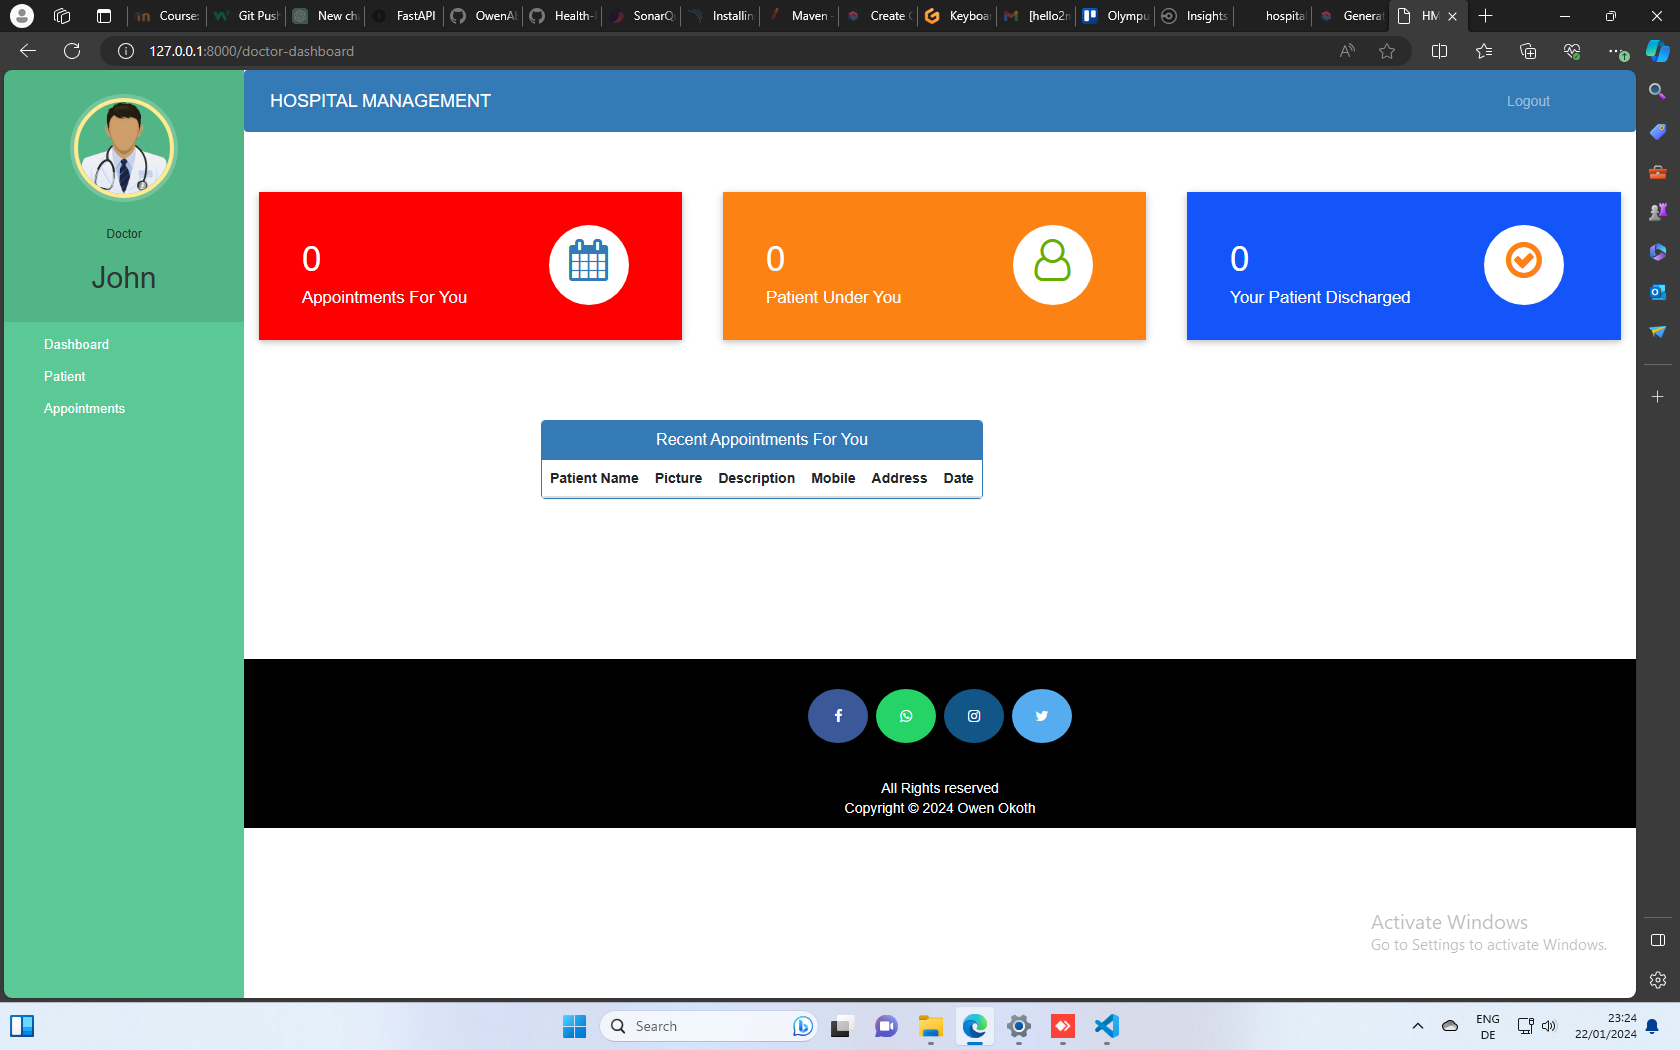 Course:
Git Push
New ch
FastAPI
OwenA
Health-
SonarQ
Installin
Maven -
Create
Keyboa
[hello2
Olympu
Insights
hospita
Genera
HM
127.0.0.1:8000/doctor-dashboard
HOSPITAL MANAGEMENT
Logout
Doctor
John
Dashboard
Patient
Appointments
0
Appointments For You
0
Patient Under You
0
Your Patient Discharged
Recent Appointments For You
Patient Name Picture Description Mobile Address Date
All Rights reserved
Copyright © 2024 Owen Okoth
Activate Windows
Go to Settings to activate Windows.
Search
ENG
DE
23:24
22/01/2024